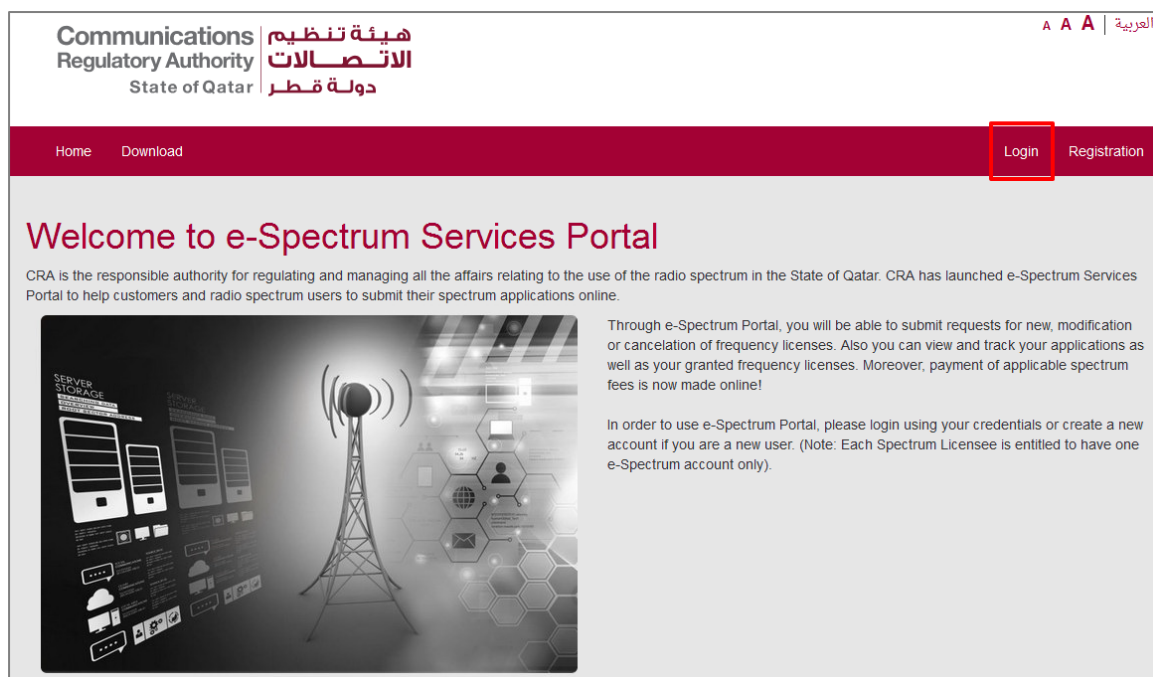 Communications
Regulatory Authority
State of Qatar
هيئة تنظيم
الاتصالات
دولة قطر
A A A | العربية
Home Download Login Registration
Welcome to e-Spectrum Services Portal
CRA is the responsible authority for regulating and managing all the affairs relating to the use of the radio spectrum in the State of Qatar. CRA has launched e-Spectrum Services
Portal to help customers and radio spectrum users to submit their spectrum applications online.
SERVER
STORAGE
SERVER
STORAGE
Through e-Spectrum Portal, you will be able to submit requests for new, modification
or cancelation of frequency licenses. Also you can view and track your applications as
well as your granted frequency licenses. Moreover, payment of applicable spectrum
fees is now made online!
In order to use e-Spectrum Portal, please login using your credentials or create a new
account if you are a new user. (Note: Each Spectrum Licensee is entitled to have one
e-Spectrum account only).